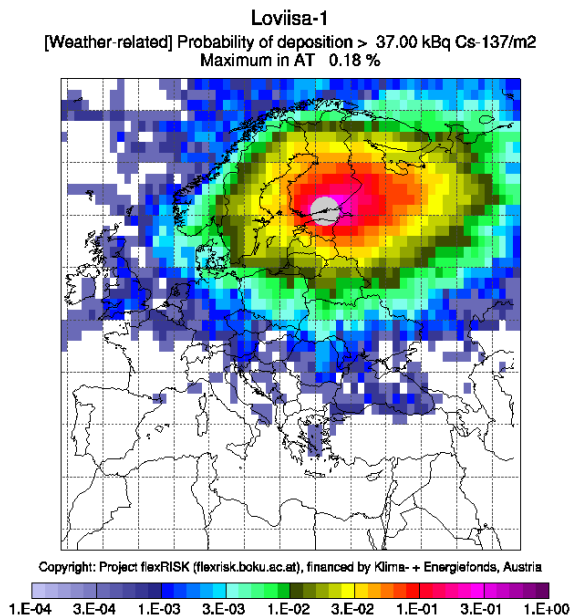 Loviisa-1
[Weather-related] Probability of deposition > 37.00 kBq Cs-137/m2
Maximum in AT 0.18 %
Copyright: Project flexRISK (flexrisk.boku.ac.at), financed by Klima- + Energiefonds, Austria
1.E-04 3.E-04 1.E-03 3.E-03 1.E-02 3.E-02 1.E-01 3.E-01 1.E+00